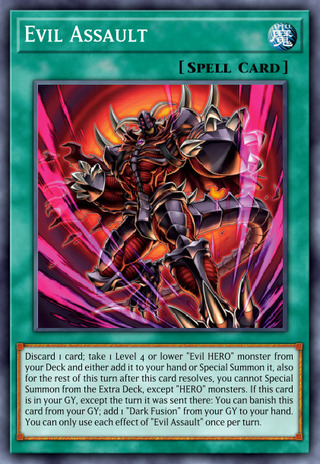 Evil Assault
[Spell Card]
Discard 1 card; take 1 Level 4 or lower "Evil HERO" monster from
your Deck and either add it to your hand or Special Summon it, also
for the rest of this turn after this card resolves, you cannot Special
Summon from the Extra Deck, except "HERO" monsters. If this card
is in your GY, except the turn it was sent there: You can banish this
card from your GY; add 1 "Dark Fusion" from your GY to your hand.
You can only use each effect of "Evil Assault" once per turn.